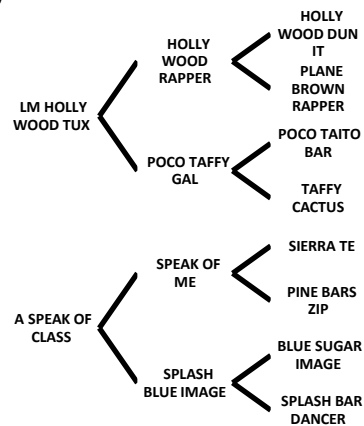 HOLLY
WOOD DUN
IT
HOLLY
WOOD
RAPPER
PLANE
BROWN
RAPPER
LM HOLLY
WOOD TUX
POCO TAITO
BAR
POCO TAFFY
GAL
TAFFY
CACTUS
SIERRA TE
SPEAK OF
ME
PINE BARS
ZIP
A SPEAK OF
CLASS
BLUE SUGAR
IMAGE
SPLASH
BLUE IMAGE
SPLASH BAR
DANCER